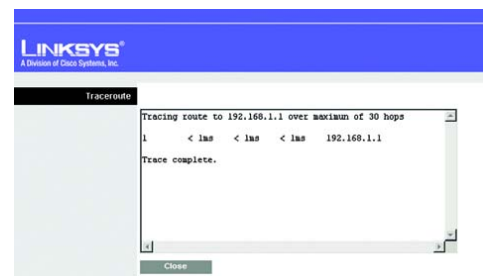 LINKSYS®
A Division of Cisco Systems, Inc.
Traceroute
Tracing route to 192.168.1.1 over maximun of 30 hops
1 < 1ms < 1ms < 1ms 192.168.1.1
Trace complete.
Close